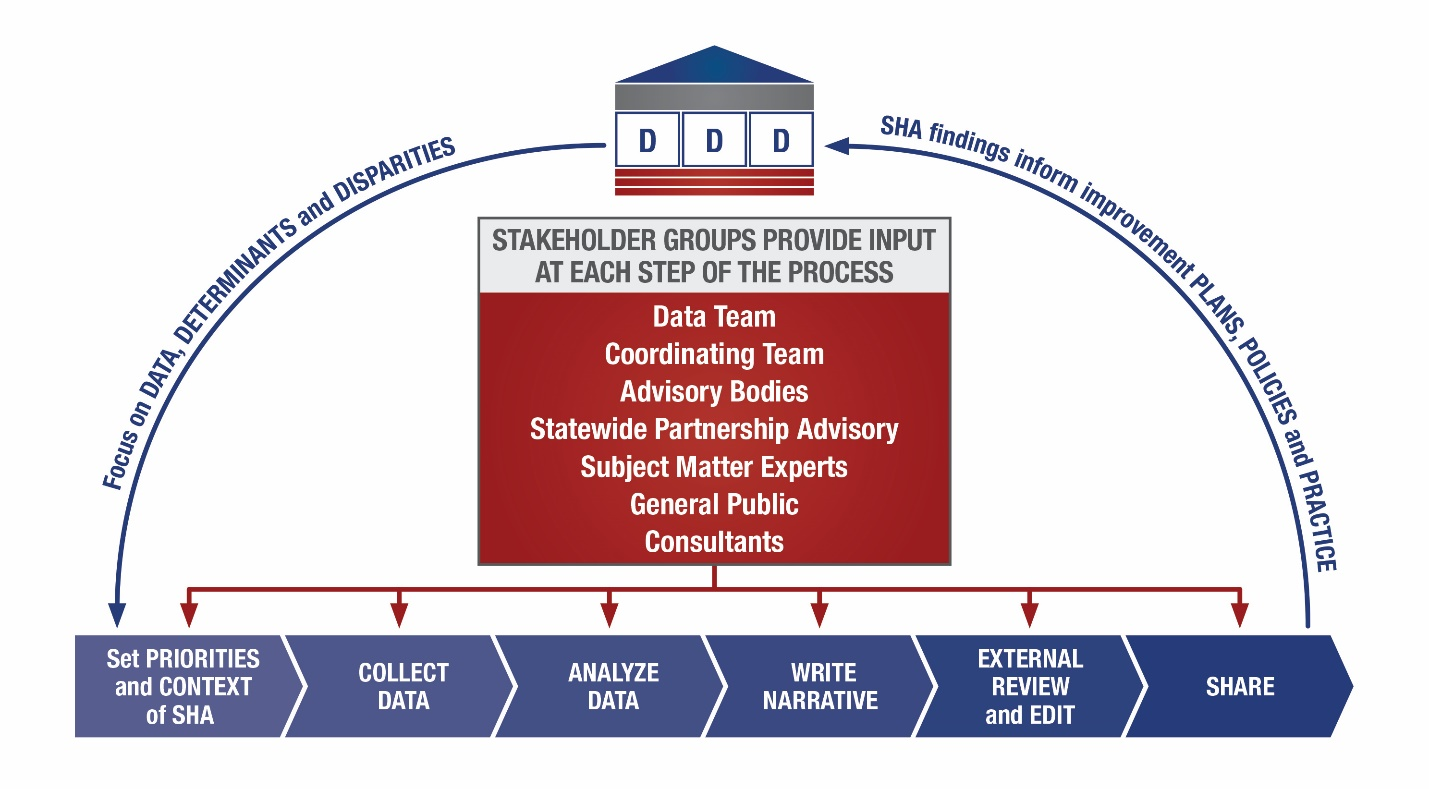 D D D
Focus on DATA, DETERMINANTS and DISPARITIES
SHA findings inform improvement PLANS, POLICIES and PRACTICE
STAKEHOLDER GROUPS PROVIDE INPUT
AT EACH STEP OF THE PROCESS
Data Team
Coordinating Team
Advisory Bodies
Statewide Partnership Advisory
Subject Matter Experts
General Public
Consultants
Set PRIORITIES
and CONTEXT
of SHA
COLLECT
DATA
ANALYZE
DATA
WRITE
NARRATIVE
EXTERNAL
REVIEW
and EDIT
SHARE